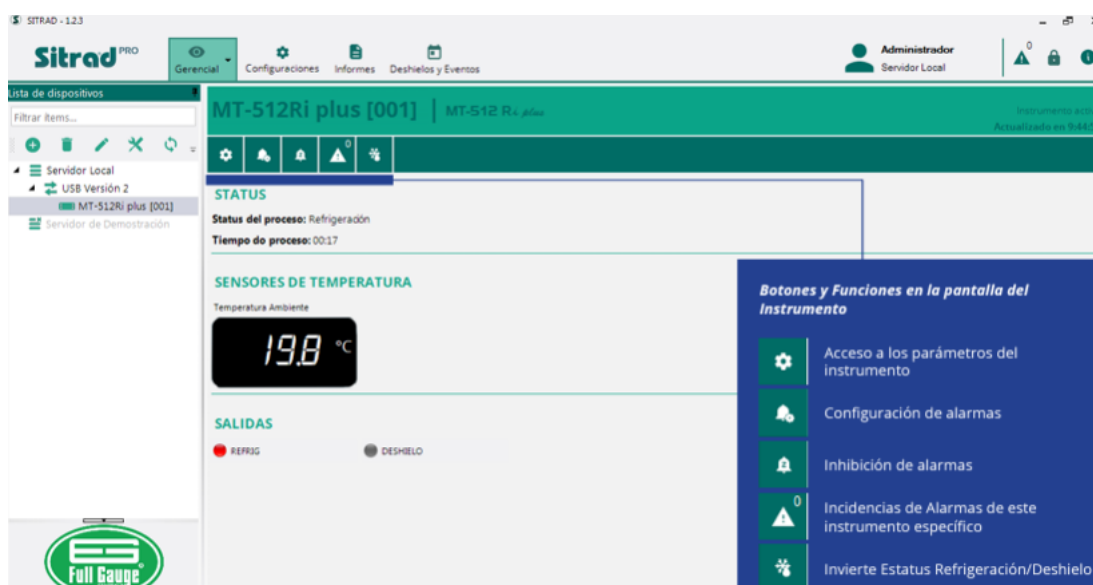 SITRAD - 1.2.3
Sitrad PRO
Gerencial
Configuraciones
Informes
Deshielos y Eventos
Administrador
Servidor Local
0
Lista de dispositivos
Filtrar ítems...
Servidor Local
USB Versión 2
MT-512Ri plus [001]
Servidor de Demostración
MT-512Ri plus [001] | MT-512 Ri plus
Instrumento
Actualizado en
0
STATUS
Status del proceso: Refrigeración
Tiempo do proceso: 00:17
SENSORES DE TEMPERATURA
Temperatura Ambiente
19.8 °C
SALIDAS
REFRIG
DESHIELO
Botones y Funciones en la pantalla del
Instrumento
Acceso a los parámetros del
instrumento
Configuración de alarmas
Inhibición de alarmas
0
Incidencias de Alarmas de este
instrumento específico
Invierte Estatus Refrigeración/Deshielo
Full Gauge